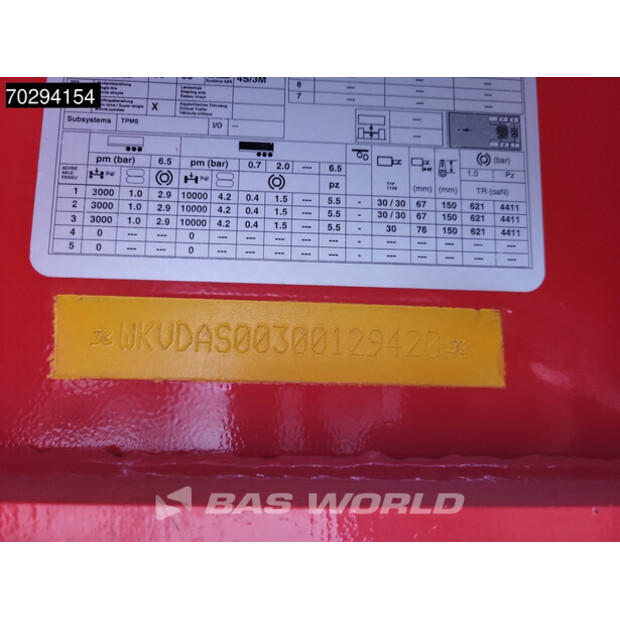 70294154
4S/3M
6 ---
7 ---
X
Subsystems TPMS I/O ---
pm (bar) 6.5 pm (bar) 0.7 2.0 --- 6.5 (bar)
pz TYP TYPE (mm) (mm) 1.0 Pz
TR (daN)
1 3000 1.0 2.9 10000 4.2 0.4 1.5 --- 5.5 - 30 / 30 67 150 621 4411
2 3000 1.0 2.9 10000 4.2 0.4 1.5 --- 5.5 - 30 / 30 67 150 621 4411
3 3000 1.0 2.9 10000 4.2 0.4 1.5 --- 5.5 - 30 76 150 621 4411
4 0 --- --- 0 --- --- --- --- --- - --- --- --- --- ---
5 0 --- --- 0 --- --- --- --- --- - --- --- --- --- ---
WKVDAS00300129420
BAS WORLD